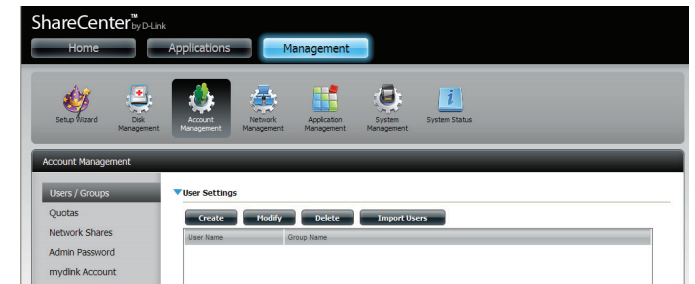 ShareCenter™ by D-Link
Home Applications Management
Setup Wizard Disk Management Account Management Network Management Application Management System Management System Status
Account Management
Users / Groups
Quotas
Network Shares
Admin Password
mydlink Account
User Settings
Create Modify Delete Import Users
User Name Group Name